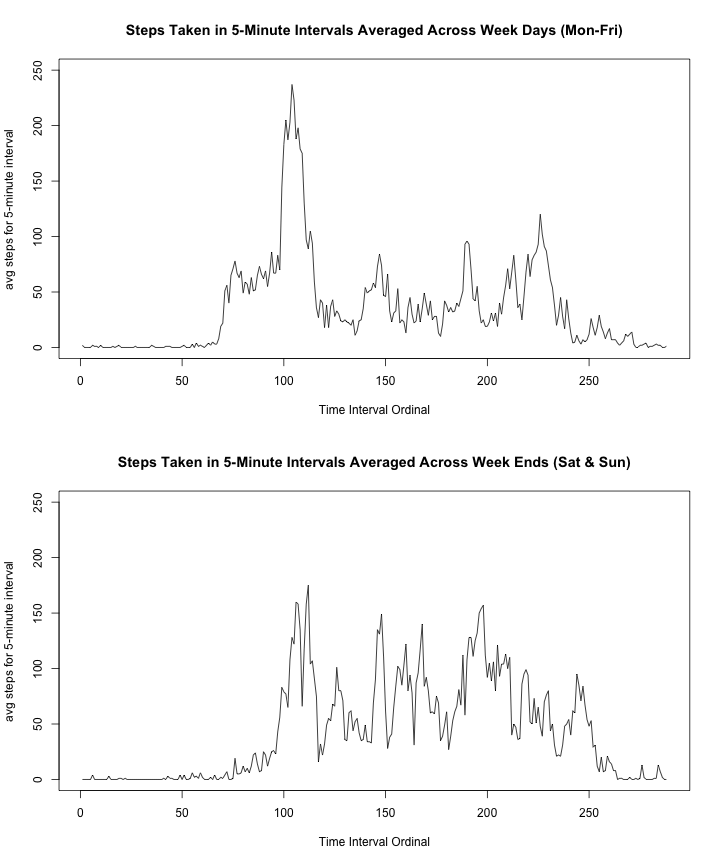 Steps Taken in 5-Minute Intervals Averaged Across Week Days (Mon-Fri)
avg steps for 5-minute interval
250
200
150
100
50
0
0 50 100 150 200 250
Time Interval Ordinal
Steps Taken in 5-Minute Intervals Averaged Across Week Ends (Sat & Sun)
avg steps for 5-minute interval
250
200
150
100
50
0
0 50 100 150 200 250
Time Interval Ordinal